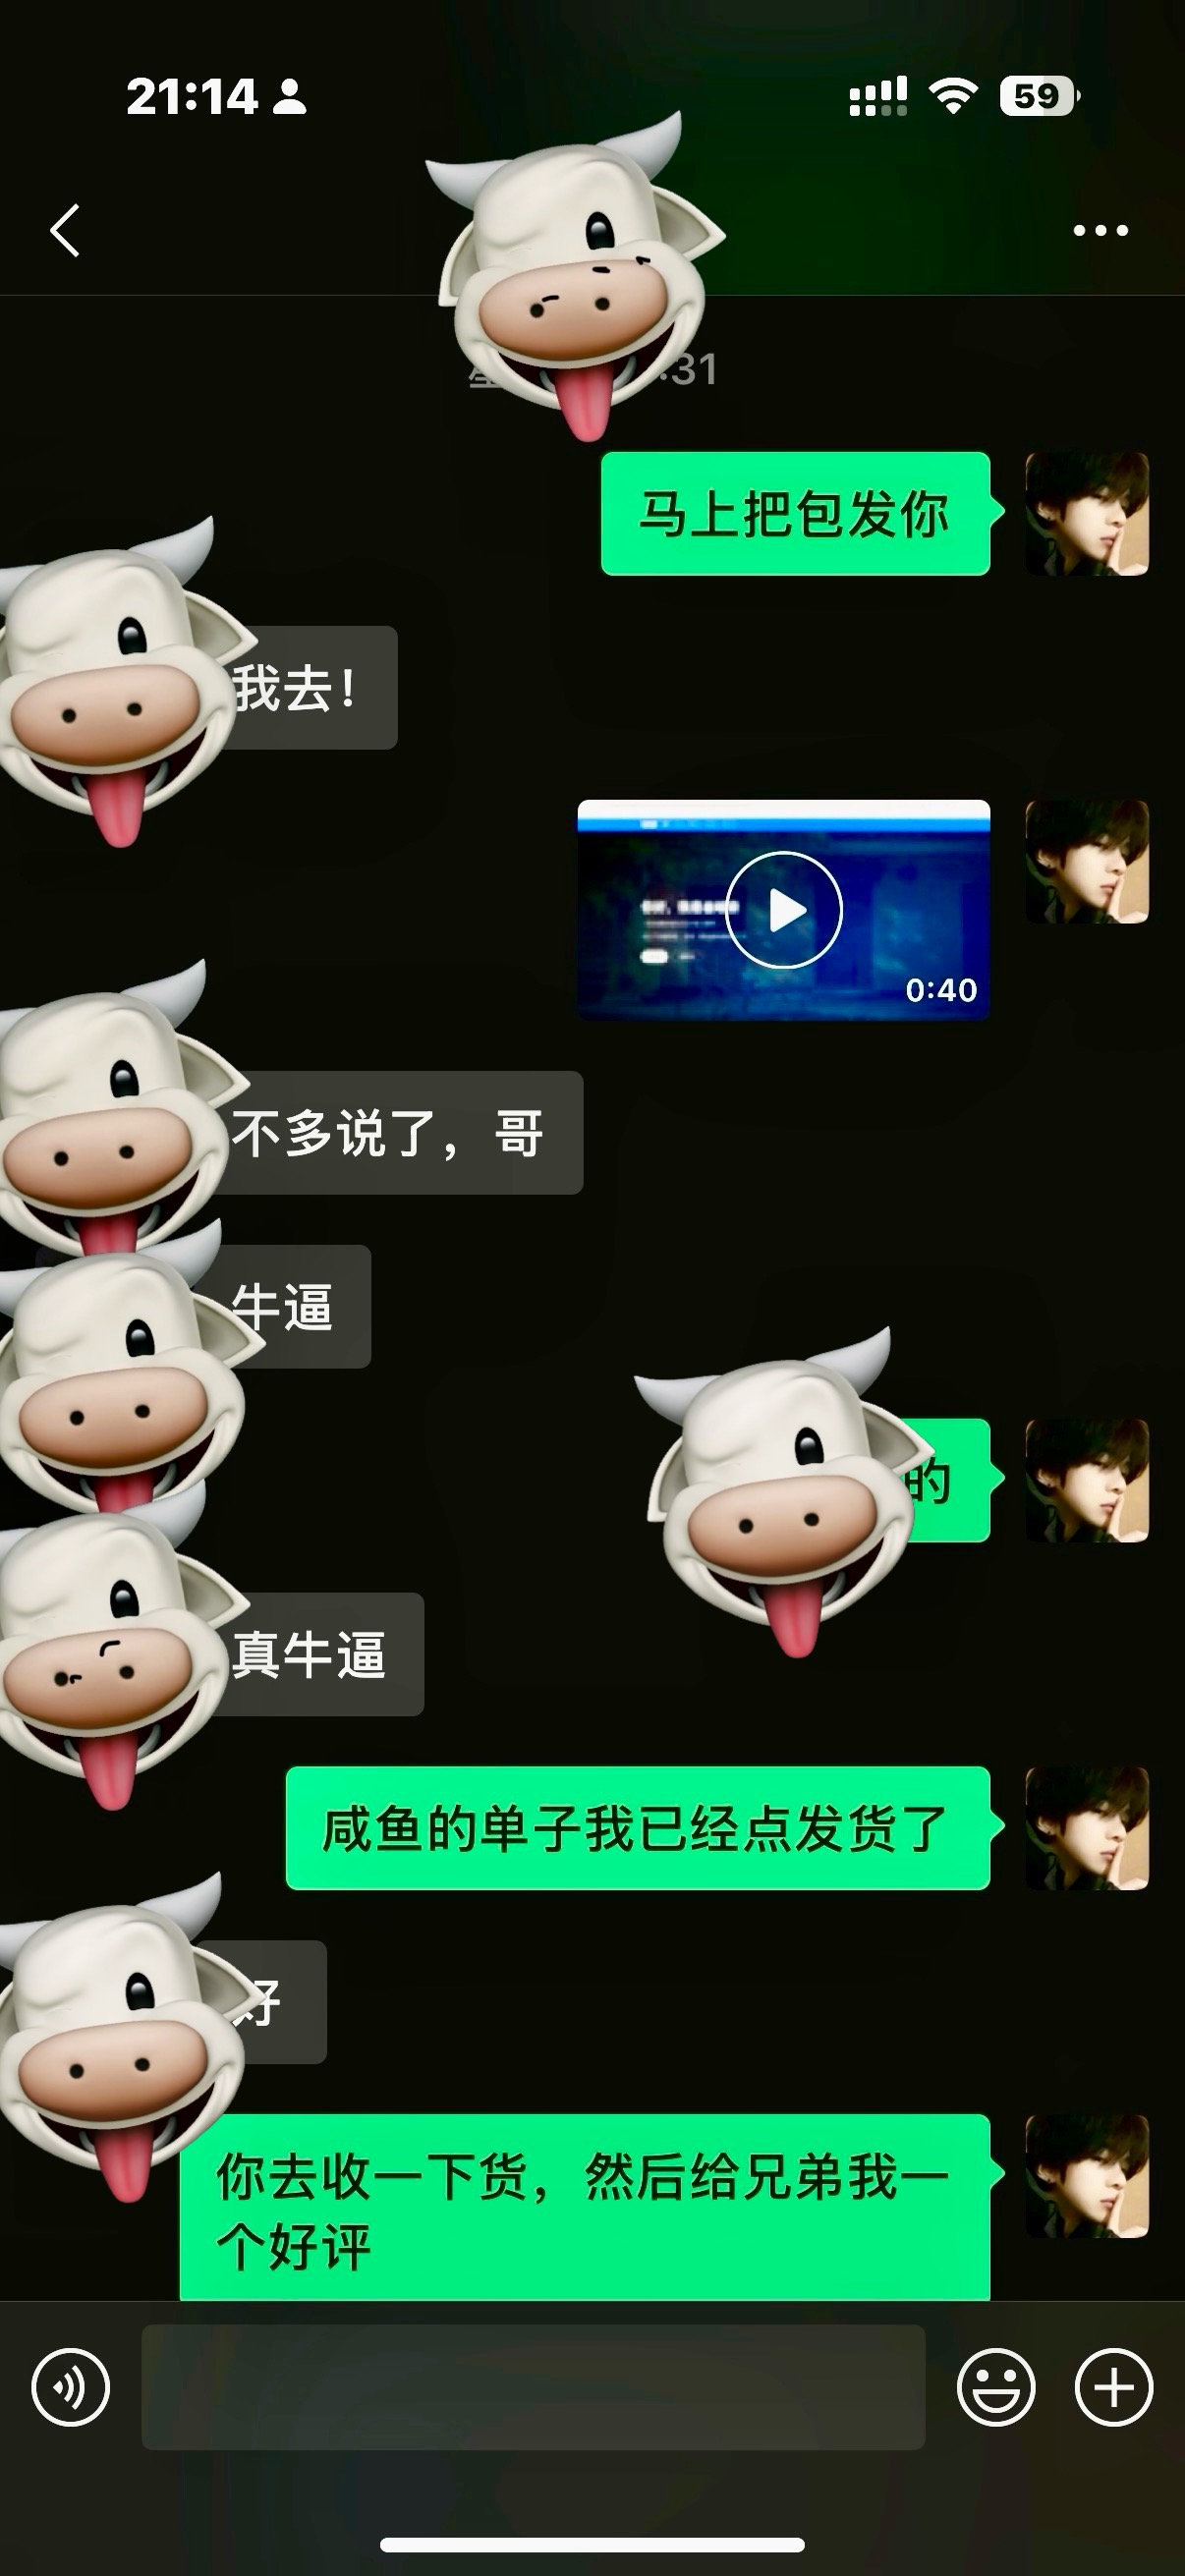 21:14
59
:31
马上把包发你
我去！
0:40
不多说了，哥
牛逼
的
真牛逼
咸鱼的单子我已经点发货了
好
你去收一下货，然后给兄弟我一
个好评